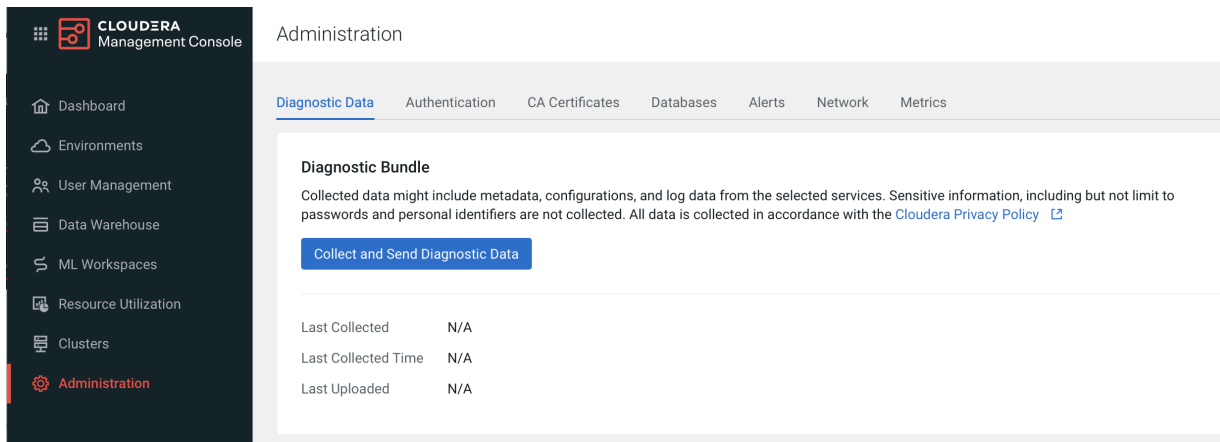 CLOUDERA
Management Console
Dashboard
Environments
User Management
Data Warehouse
ML Workspaces
Resource Utilization
Clusters
Administration
Administration
Diagnostic Data Authentication CA Certificates Databases Alerts Network Metrics
Diagnostic Bundle
Collected data might include metadata, configurations, and log data from the selected services. Sensitive information, including but not limit to
passwords and personal identifiers are not collected. All data is collected in accordance with the Cloudera Privacy Policy
Collect and Send Diagnostic Data
Last Collected N/A
Last Collected Time N/A
Last Uploaded N/A